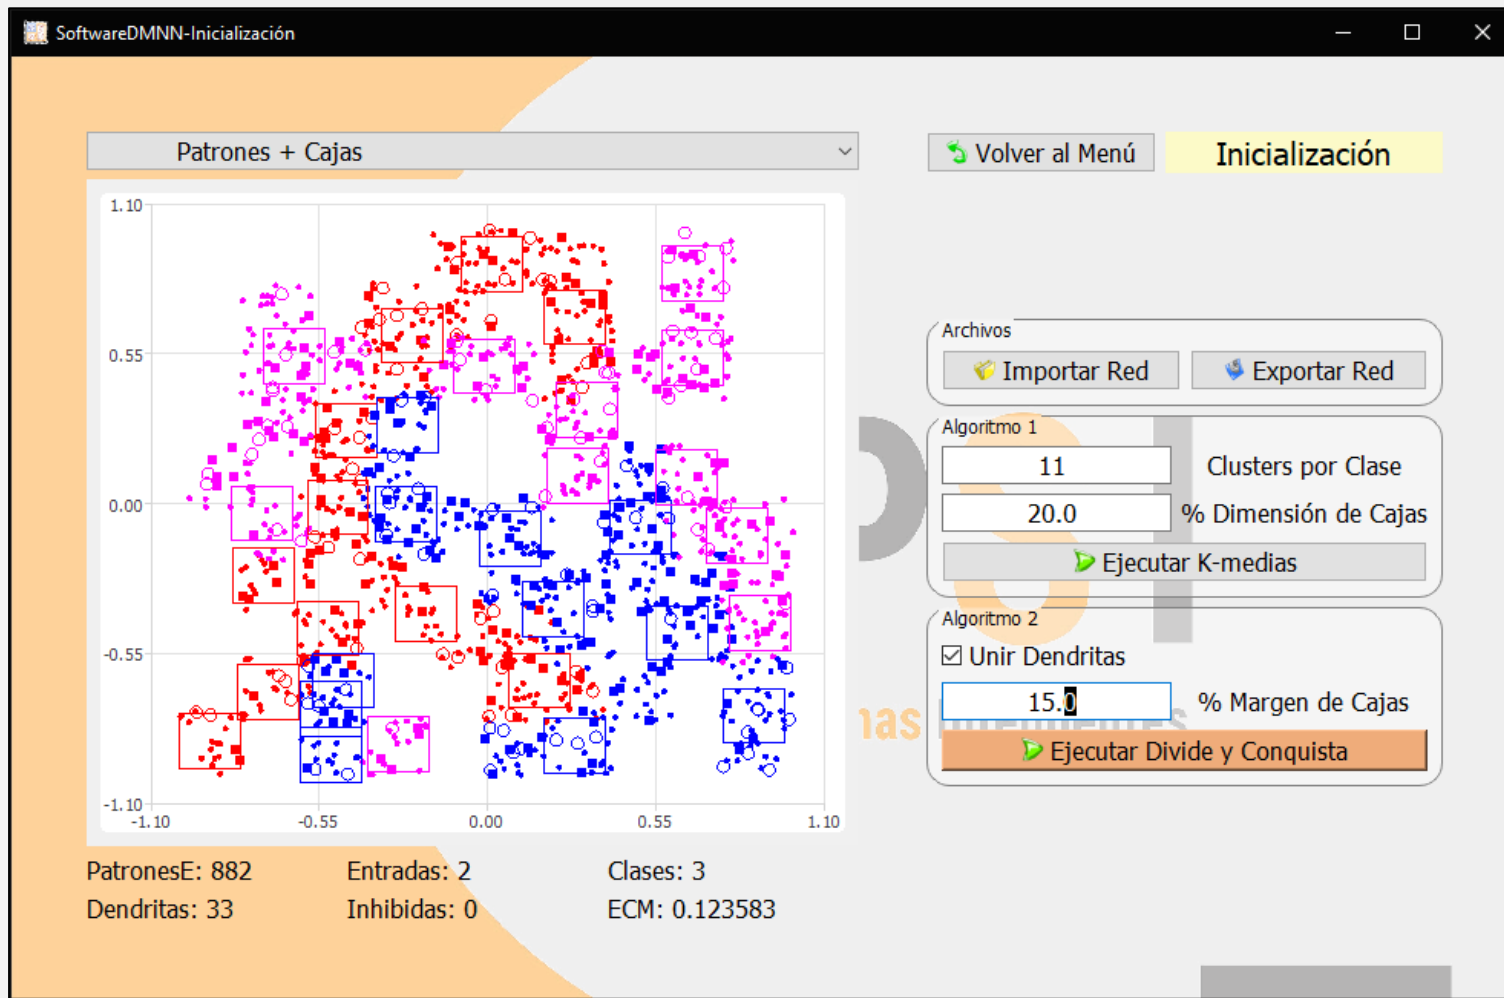 SoftwareDMNN-Inicialización
Patrones + Cajas
Volver al Menú
Inicialización
1.10
0.55
0.00
-0.55
-1.10
-1.10
-0.55
0.00
0.55
1.10
Archivos
Importar Red
Exportar Red
Algoritmo 1
11
Clusters por Clase
20.0
% Dimensión de Cajas
Ejecutar K-medias
Algoritmo 2
Unir Dendritas
15.0
% Margen de Cajas
Ejecutar Divide y Conquista
PatronesE: 882
Entradas: 2
Clases: 3
Dendritas: 33
Inhibidas: 0
ECM: 0.123583